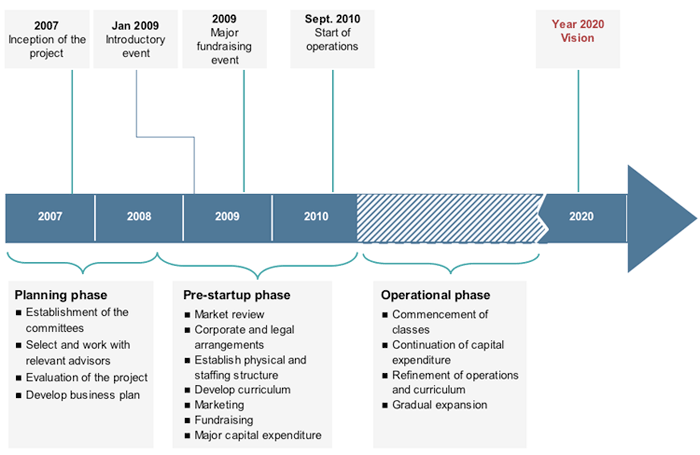 2007
Inception of the
project
Jan 2009
Introductory
event
2009
Major
fundraising
event
Sept. 2010
Start of
operations
Year 2020
Vision
2007
2008
2009
2010
2020
Planning phase
■ Establishment of the
committees
■ Select and work with
relevant advisors
■ Evaluation of the project
■ Develop business plan
Pre-startup phase
■ Market review
■ Corporate and legal
arrangements
■ Establish physical and
staffing structure
■ Develop curriculum
■ Marketing
■ Fundraising
■ Major capital expenditure
Operational phase
■ Commencement of
classes
■ Continuation of capital
expenditure
■ Refinement of operations
and curriculum
■ Gradual expansion